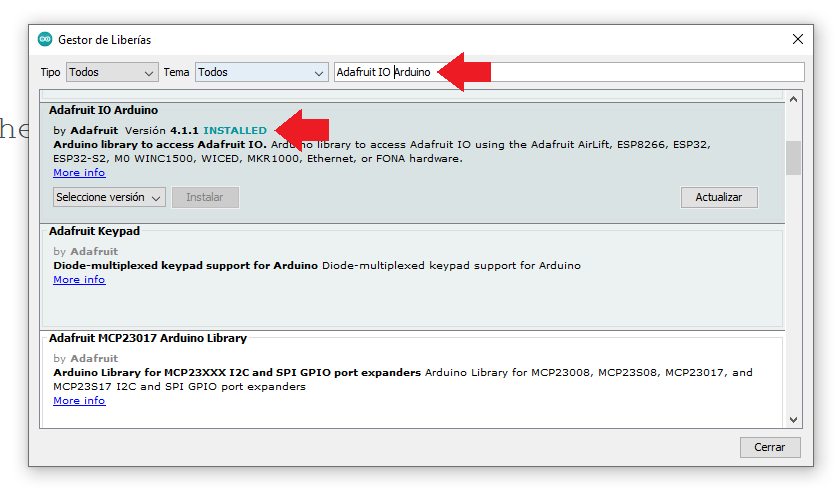 Gestor de Liberías
Tipo Todos Tema Todos Adafruit IO Arduino
Adafruit IO Arduino
by Adafruit Versión 4.1.1 INSTALLED
Arduino library to access Adafruit IO. Arduino library to access Adafruit IO using the Adafruit AirLift, ESP8266, ESP32,
ESP32-S2, M0 WINC1500, WICED, MKR1000, Ethernet, or FONA hardware.
More info
Seleccione versión Instalar Actualizar
he
Adafruit Keypad
by Adafruit
Diode-multiplexed keypad support for Arduino Diode-multiplexed keypad support for Arduino
More info
Adafruit MCP23017 Arduino Library
by Adafruit
Arduino Library for MCP23XXX I2C and SPI GPIO port expanders Arduino Library for MCP23008, MCP23S08, MCP23017, and
MCP23S17 I2C and SPI GPIO port expanders
More info
Cerrar